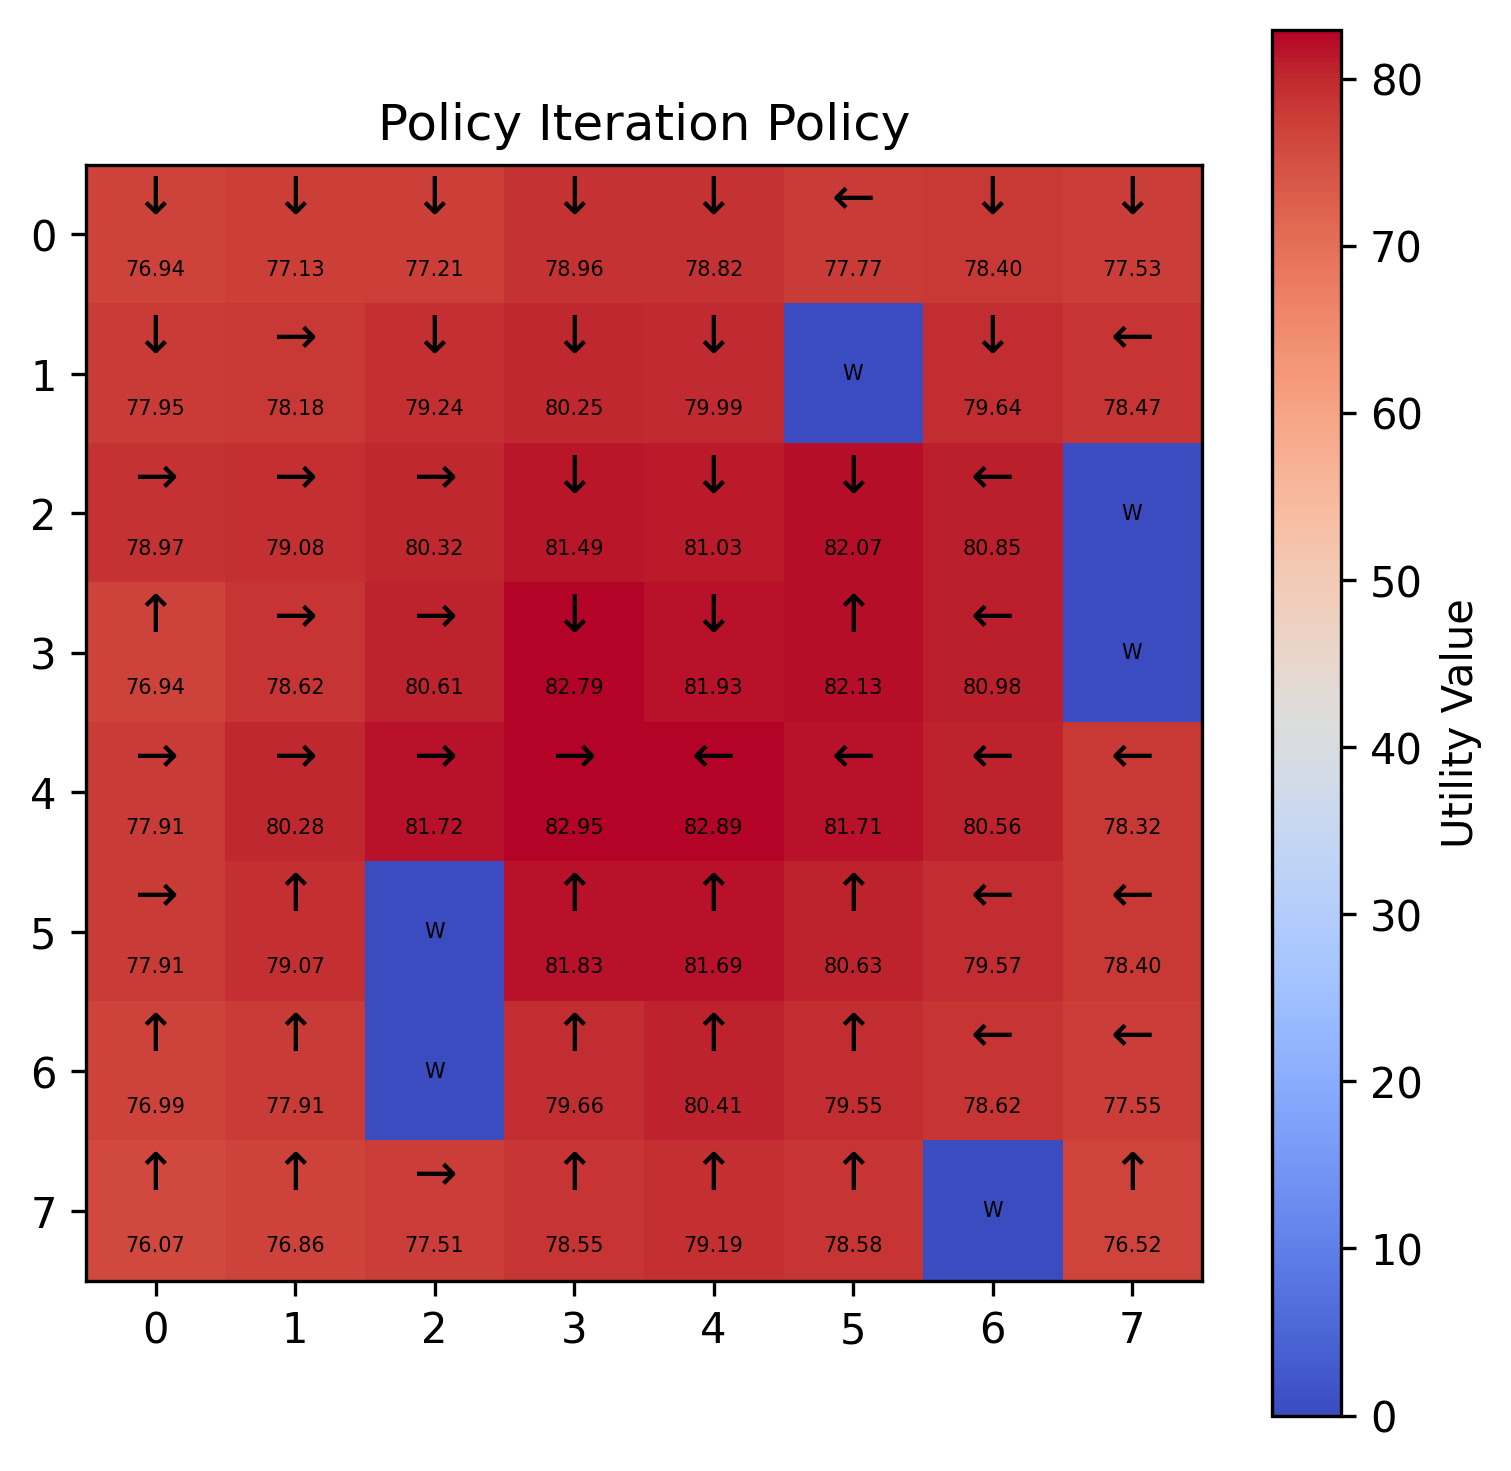 Policy Iteration Policy
↓ ↓ ↓ ↓ ↓ ← ↓ ↓
0 76.94 77.13 77.21 78.96 78.82 77.77 78.40 77.53
↓ → ↓ ↓ ↓ ↓ ←
1 77.95 78.18 79.24 80.25 79.99 W 79.64 78.47
→ → → ↓ ↓ ↓ ←
2 78.97 79.08 80.32 81.49 81.03 82.07 80.85 W
↑ → → ↓ ↓ ↑ ←
3 76.94 78.62 80.61 82.79 81.93 82.13 80.98 W
→ → → → ← ← ← ←
4 77.91 80.28 81.72 82.95 82.89 81.71 80.56 78.32
→ ↑ ↑ ↑ ↑ ← ←
5 77.91 79.07 W 81.83 81.69 80.63 79.57 78.40
↑ ↑ ↑ ↑ ↑ ← ←
6 76.99 77.91 W 79.66 80.41 79.55 78.62 77.55
↑ ↑ → ↑ ↑ ↑ ↑
7 76.07 76.86 77.51 78.55 79.19 78.58 W 76.52
0 1 2 3 4 5 6 7
80
70
60
50
40
30
20
10
0
Utility Value